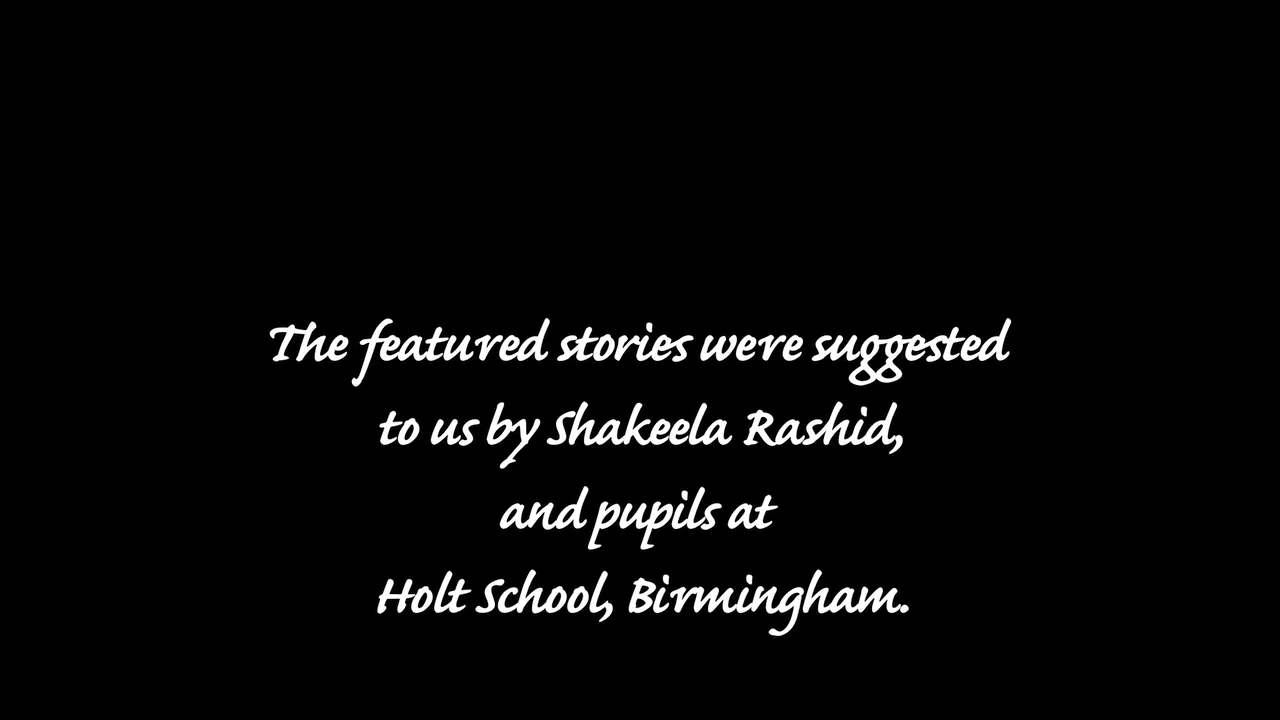 The featured stories were suggested
to us by Shakeela Rashid,
and pupils at
Holt School, Birmingham.